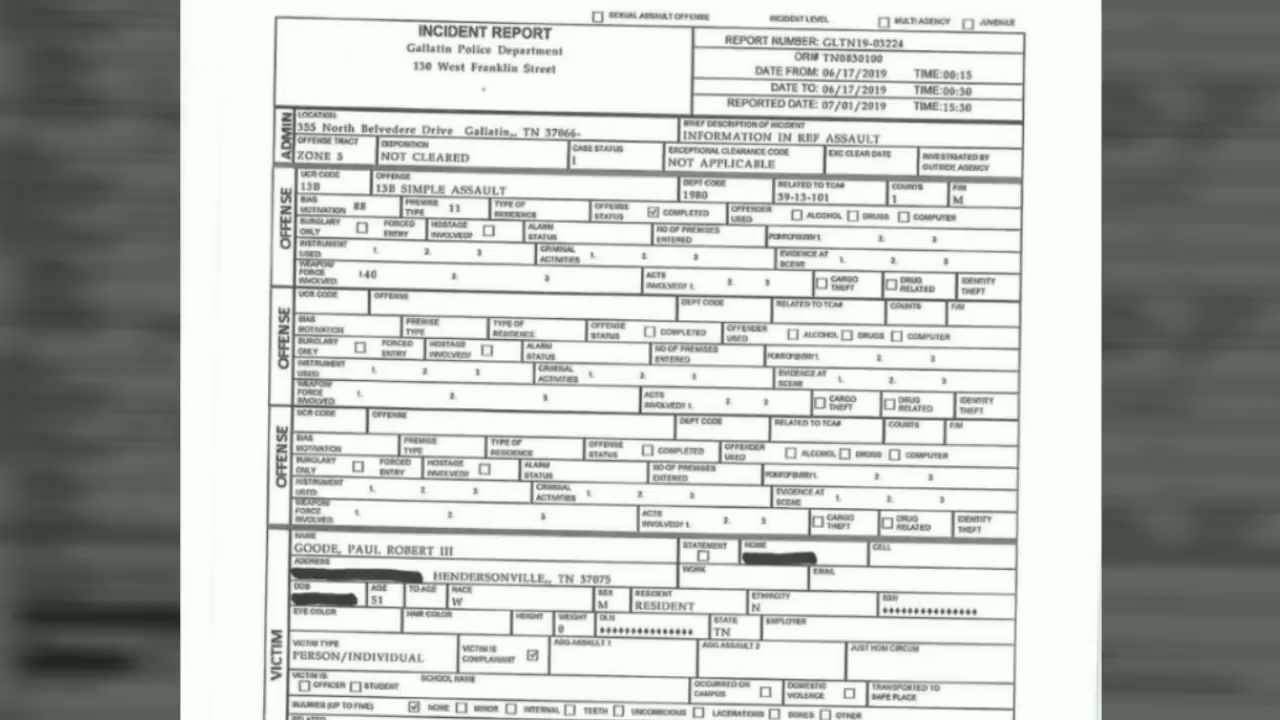 SEXUAL ASSAULT OFFENSE INCIDENT LEVEL MULTI AGENCY JUVENILE
INCIDENT REPORT
Gallatin Police Department
130 West Franklin Street
REPORT NUMBER: GLTN19-03224
ORI# TN0830100
DATE FROM: 06/17/2019 TIME:00:15
DATE TO: 06/17/2019 TIME:00:30
REPORTED DATE: 07/01/2019 TIME:15:30
ADMIN
LOCATION:
355 North Belvedere Drive Gallatin,, TN 37066-
BRIEF DESCRIPTION OF INCIDENT
INFORMATION IN REF ASSAULT
OFFENSE TRACT DISPOSITION CASE STATUS EXCEPTIONAL CLEARANCE CODE EXC CLEAR DATE INVESTIGATED BY OUTSIDE AGENCY
ZONE 5 NOT CLEARED I NOT APPLICABLE
OFFENSE
UCR CODE OFFENSE DEPT CODE RELATED TO TCA# COUNTS F/M
13B 13B SIMPLE ASSAULT 1980 39-13-101 1 M
BIAS MOTIVATION 88 PREMISE TYPE 11 TYPE OF RESIDENCE OFFENSE STATUS COMPLETED OFFENDER USED ALCOHOL DRUGS COMPUTER
BURGLARY ONLY FORCED ENTRY HOSTAGE INVOLVED? ALARM STATUS NO OF PREMISES ENTERED PORT OF ENTRY 1. 2. 3
INSTRUMENT USED: 1. 2. 3 CRIMINAL ACTIVITIES 1. 2. 3 EVIDENCE AT SCENE 1. 2. 3
WEAPON/ FORCE INVOLVED: 1 40 2. 3 ACTS INVOLVED? 1. 2. 3 CARGO THEFT DRUG RELATED IDENTITY THEFT
OFFENSE
UCR CODE OFFENSE DEPT CODE RELATED TO TCA# COUNTS F/M
BIAS MOTIVATION PREMISE TYPE TYPE OF RESIDENCE OFFENSE STATUS COMPLETED OFFENDER USED ALCOHOL DRUGS COMPUTER
BURGLARY ONLY FORCED ENTRY HOSTAGE INVOLVED? ALARM STATUS NO OF PREMISES ENTERED PORT OF ENTRY 1. 2. 3
INSTRUMENT USED: 1. 2. 3 CRIMINAL ACTIVITIES 1. 2. 3 EVIDENCE AT SCENE 1. 2. 3
WEAPON/ FORCE INVOLVED: 1. 2. 3 ACTS INVOLVED? 1. 2. 3 CARGO THEFT DRUG RELATED IDENTITY THEFT
OFFENSE
UCR CODE OFFENSE DEPT CODE RELATED TO TCA# COUNTS F/M
BIAS MOTIVATION PREMISE TYPE TYPE OF RESIDENCE OFFENSE STATUS COMPLETED OFFENDER USED ALCOHOL DRUGS COMPUTER
BURGLARY ONLY FORCED ENTRY HOSTAGE INVOLVED? ALARM STATUS NO OF PREMISES ENTERED PORT OF ENTRY 1. 2. 3
INSTRUMENT USED: 1. 2. 3 CRIMINAL ACTIVITIES 1. 2. 3 EVIDENCE AT SCENE 1. 2. 3
WEAPON/ FORCE INVOLVED: 1. 2. 3 ACTS INVOLVED? 1. 2. 3 CARGO THEFT DRUG RELATED IDENTITY THEFT
VICTIM
NAME STATEMENT HOME CELL
GOODE, PAUL ROBERT III
ADDRESS WORK EMAIL
HENDERSONVILLE,, TN 37075
DOB AGE TO AGE RACE SEX RESIDENT ETHNICITY SSN
51 W M RESIDENT N ***************
EYE COLOR HAIR COLOR HEIGHT WEIGHT DLN STATE EMPLOYER
0 *************** TN
VICTIM TYPE VICTIM IS COMPLAINANT AGG ASSAULT 1 AGG ASSAULT 2 JUST HOM CIRCUM
PERSON/INDIVIDUAL
VICTIM IS: OFFICER STUDENT SCHOOL NAME OCCURRED ON CAMPUS DOMESTIC VIOLENCE TRANSPORTED TO SAFE PLACE
INJURIES (UP TO FIVE) NONE MINOR INTERNAL TEETH UNCONSCIOUS LACERATIONS BONES OTHER
RELATED